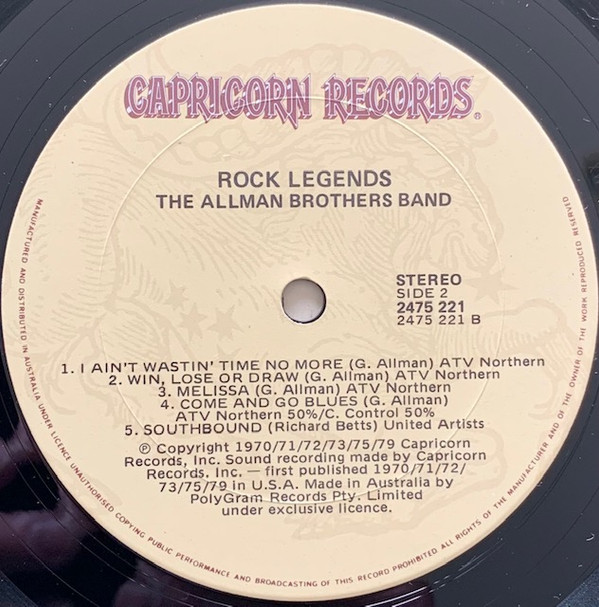 CAPRICORN RECORDS®
ROCK LEGENDS
THE ALLMAN BROTHERS BAND
STEREO
SIDE 2
2475 221
2475 221 B
1. I AIN'T WASTIN' TIME NO MORE (G. Allman) ATV Northern
2. WIN, LOSE OR DRAW (G. Allman) ATV Northern
3. MELISSA (G. Allman) ATV Northern
4. COME AND GO BLUES (G. Allman)
ATV Northern 50%/C. Control 50%
5. SOUTHBOUND (Richard Betts) United Artists
℗ Copyright 1970/71/72/73/75/79 Capricorn
Records, Inc. Sound recording made by Capricorn
Records. Inc. — first published 1970/71/72/
73/75/79 in U.S.A. Made in Australia by
PolyGram Records Pty. Limited
under exclusive licence.
MANUFACTURED AND DISTRIBUTED IN AUSTRALIA UNDER LICENCE UNAUTHORISED COPYING PUBLIC PERFORMANCE AND BROADCASTING OF THIS RECORD PROHIBITED ALL RIGHTS OF THE MANUFACTURER AND OF THE OWNER OF THE WORK REPRODUCED RESERVED